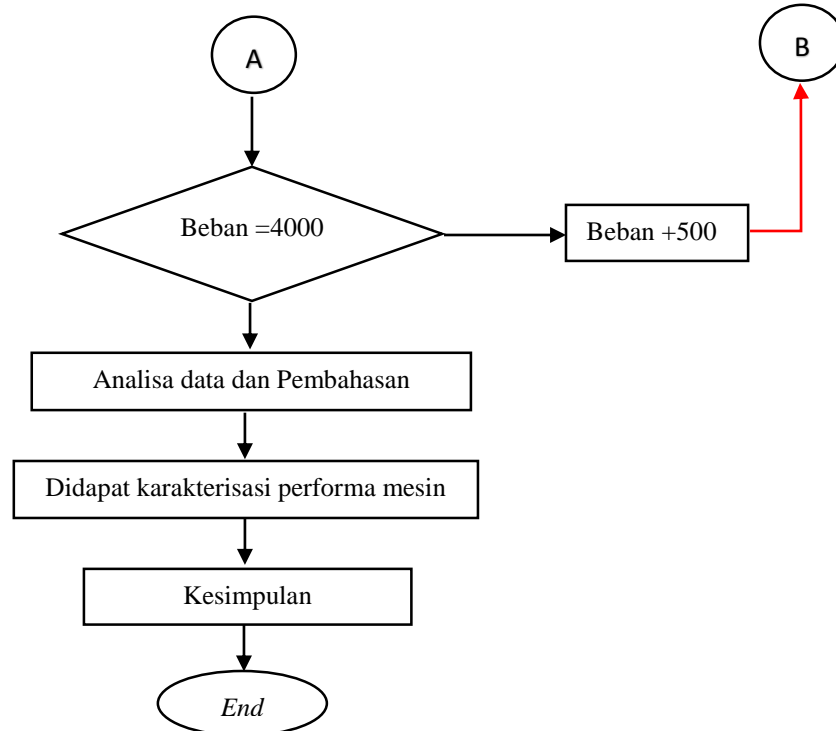 A
B
Beban =4000
Beban +500
Analisa data dan Pembahasan
Didapat karakterisasi performa mesin
Kesimpulan
End